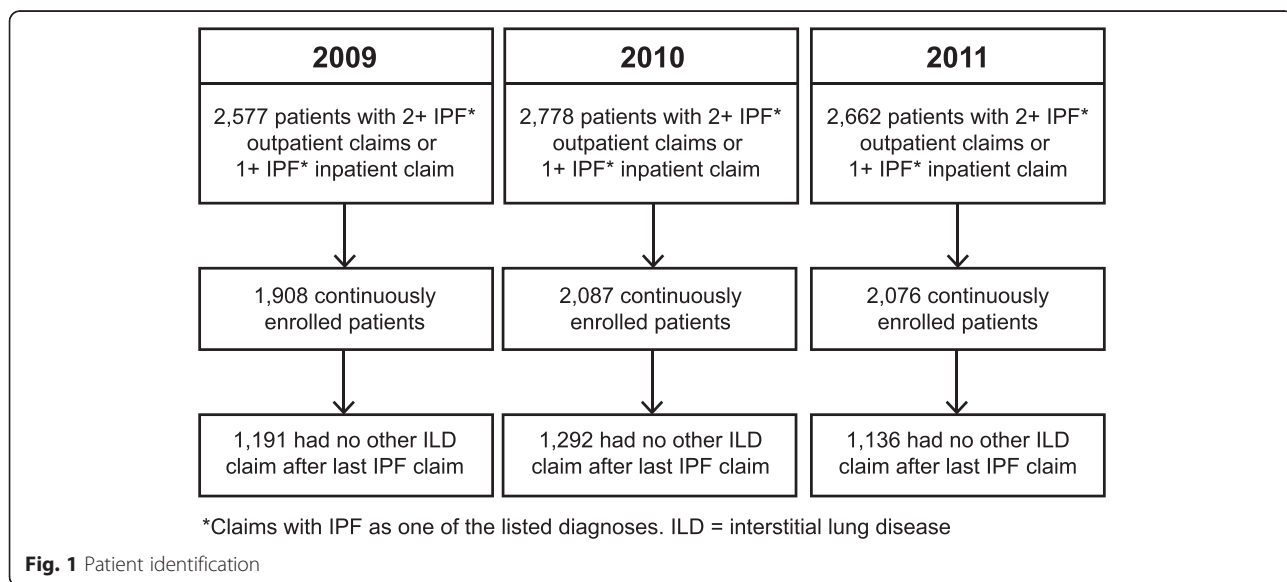 2009
2,577 patients with 2+ IPF*
outpatient claims or
1+ IPF* inpatient claim
1,908 continuously
enrolled patients
1,191 had no other ILD
claim after last IPF claim
2010
2,778 patients with 2+ IPF*
outpatient claims or
1+ IPF* inpatient claim
2,087 continuously
enrolled patients
1,292 had no other ILD
claim after last IPF claim
2011
2,662 patients with 2+ IPF*
outpatient claims or
1+ IPF* inpatient claim
2,076 continuously
enrolled patients
1,136 had no other ILD
claim after last IPF claim
*Claims with IPF as one of the listed diagnoses. ILD = interstitial lung disease
Fig. 1 Patient identification